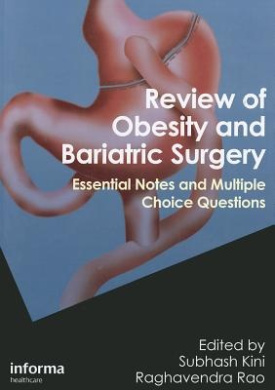 Review of
Obesity and
Bariatric Surgery
Essential Notes and Multiple
Choice Questions
Edited by
Subhash Kini
Raghavendra Rao
informa
healthcare